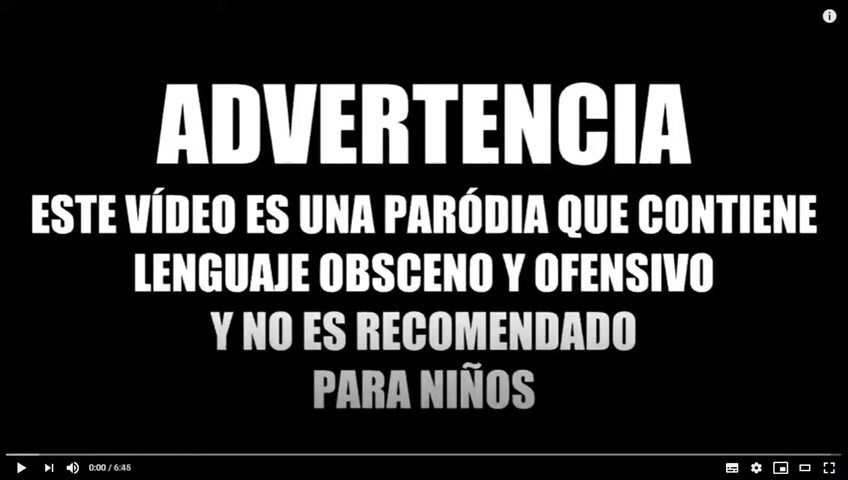 ADVERTENCIA
ESTE VÍDEO ES UNA PARÓDIA QUE CONTIENE
LENGUAJE OBSCENO Y OFENSIVO
Y NO ES RECOMENDADO
PARA NIÑOS
0:00 / 6:45